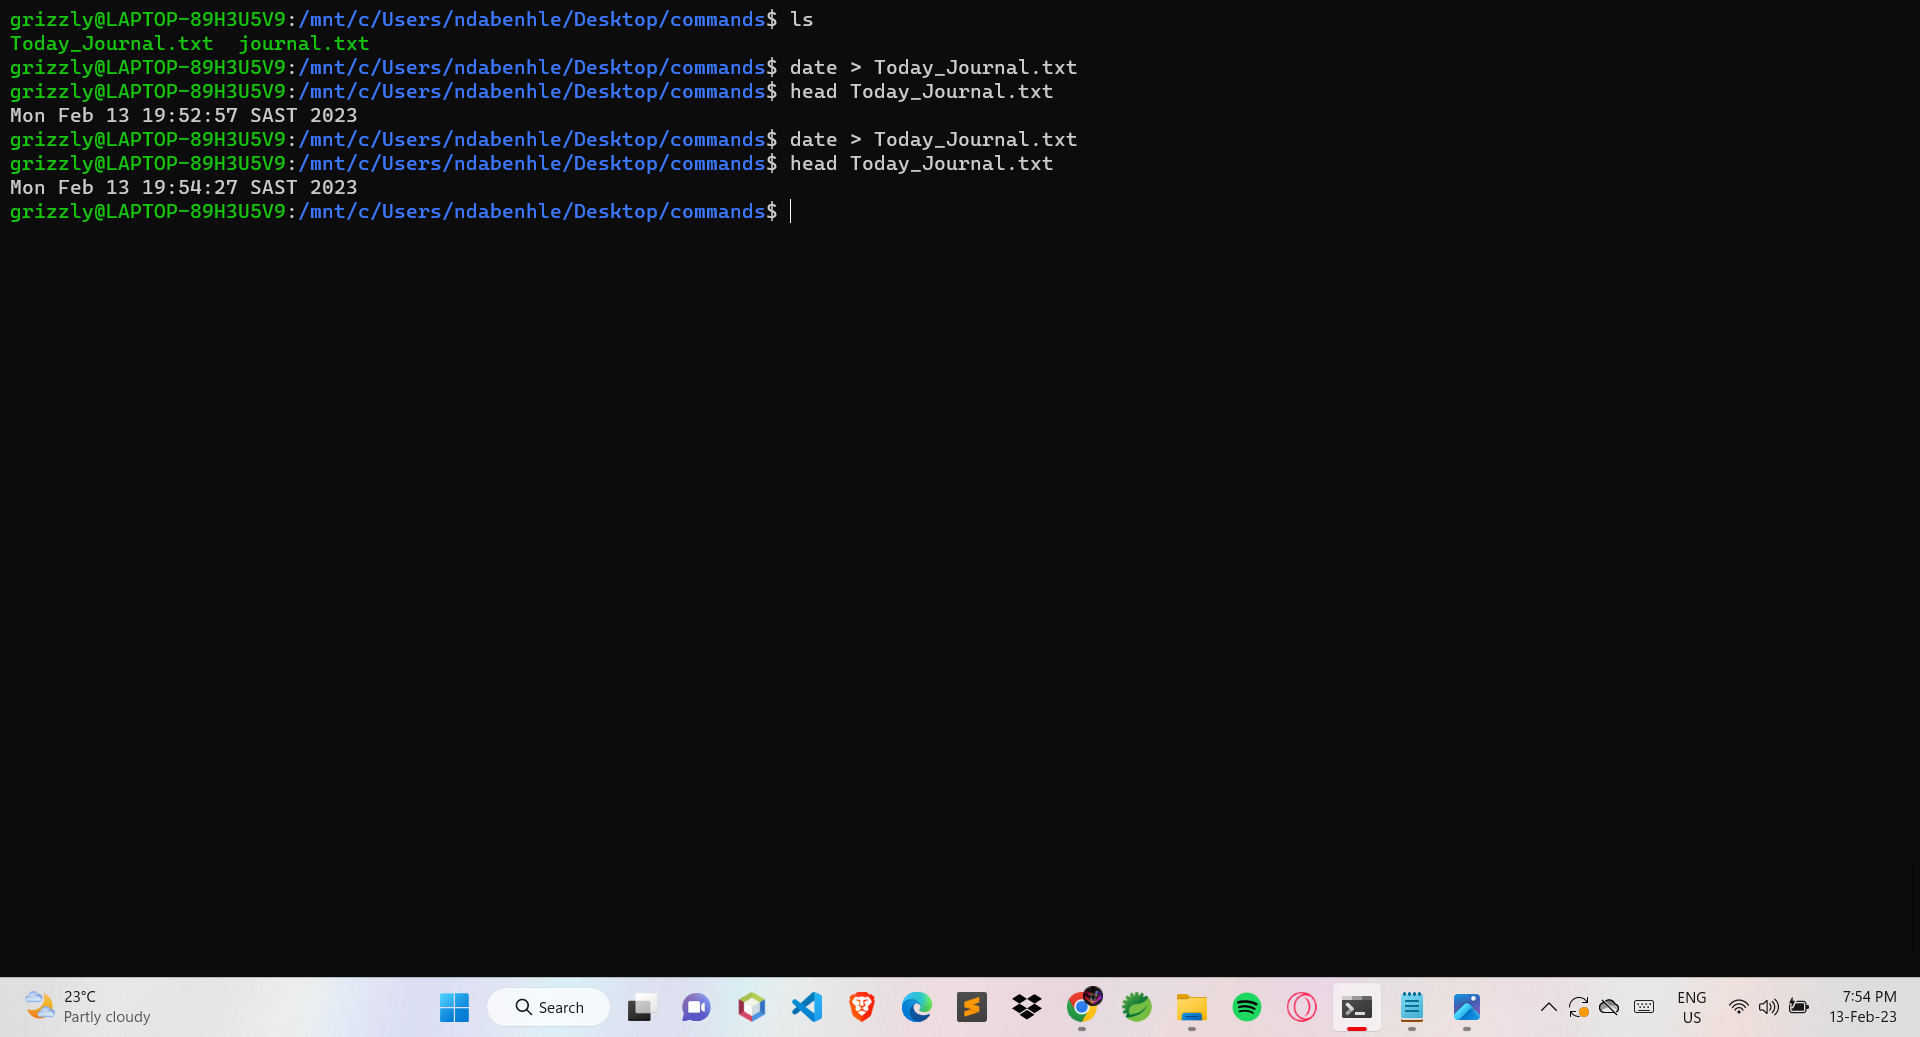 grizzly@LAPTOP-89H3U5V9:/mnt/c/Users/ndabenhle/Desktop/commands$ ls
Today_Journal.txt  journal.txt
grizzly@LAPTOP-89H3U5V9:/mnt/c/Users/ndabenhle/Desktop/commands$ date > Today_Journal.txt
grizzly@LAPTOP-89H3U5V9:/mnt/c/Users/ndabenhle/Desktop/commands$ head Today_Journal.txt
Mon Feb 13 19:52:57 SAST 2023
grizzly@LAPTOP-89H3U5V9:/mnt/c/Users/ndabenhle/Desktop/commands$ date > Today_Journal.txt
grizzly@LAPTOP-89H3U5V9:/mnt/c/Users/ndabenhle/Desktop/commands$ head Today_Journal.txt
Mon Feb 13 19:54:27 SAST 2023
grizzly@LAPTOP-89H3U5V9:/mnt/c/Users/ndabenhle/Desktop/commands$
23°C
Partly cloudy
Search
ENG
US
7:54 PM
13-Feb-23